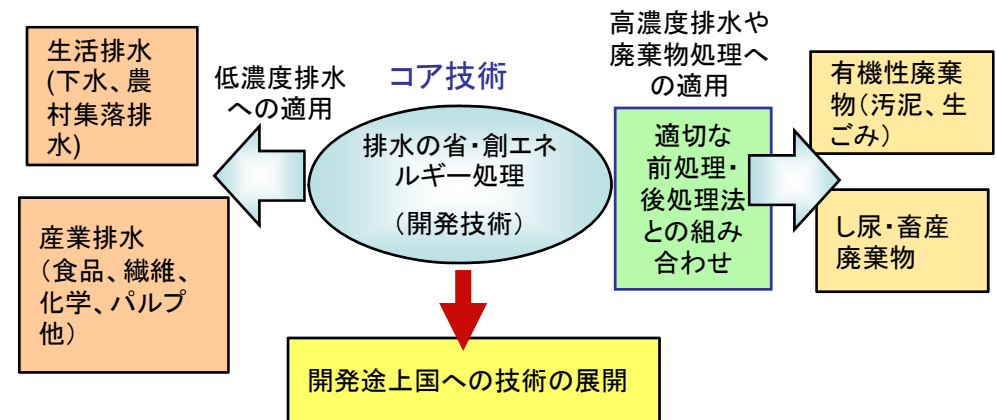 生活排水
(下水、農
村集落排
水)
産業排水
（食品、繊維、
化学、パルプ
他）
低濃度排水
への適用
コア技術
排水の省・創エネ
ルギー処理
（開発技術）
高濃度排水や
廃棄物処理へ
の適用
適切な
前処理・
後処理法
との組み
合わせ
有機性廃棄
物（汚泥、生
ごみ）
し尿・畜産
廃棄物
開発途上国への技術の展開